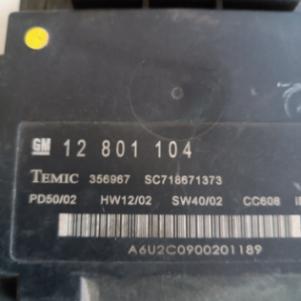 GM 12 801 104
TEMIC 356967 SC718671373
PD50/02 HW12/02 SW40/02 CC608
A6U2C0900201189